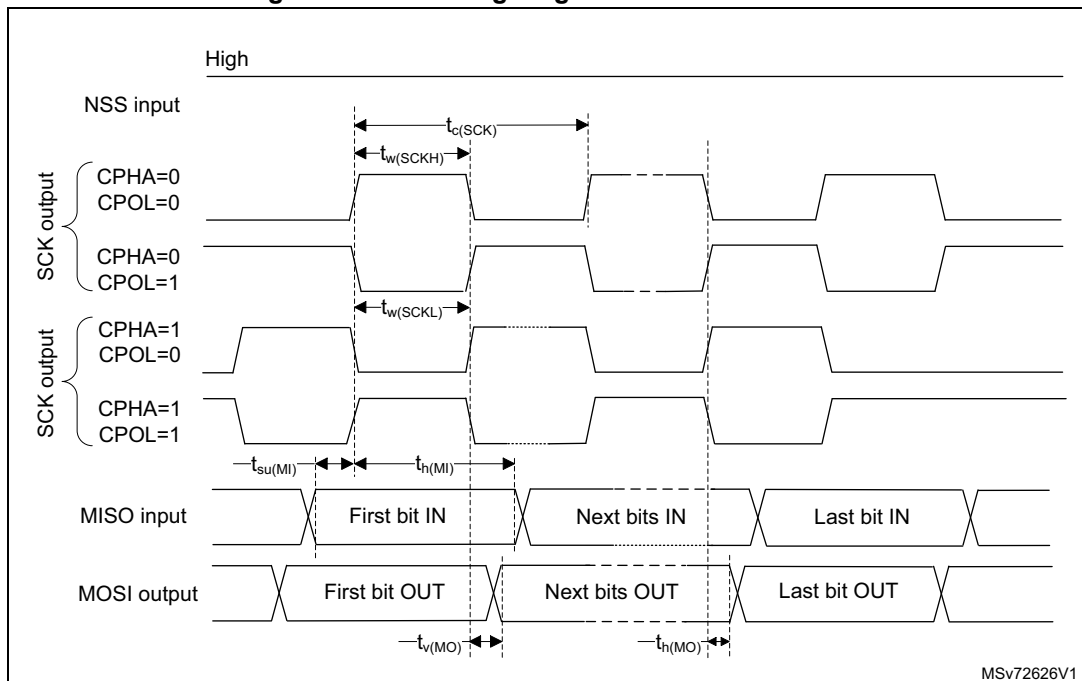 High
NSS input
tc(SCK)
tw(SCKH)
SCK output
CPHA=0
CPOL=0
CPHA=0
CPOL=1
tw(SCKL)
SCK output
CPHA=1
CPOL=0
CPHA=1
CPOL=1
tsu(MI)
th(MI)
MISO input
First bit IN
Next bits IN
Last bit IN
MOSI output
First bit OUT
Next bits OUT
Last bit OUT
tv(MO)
th(MO)
MSv72626V1